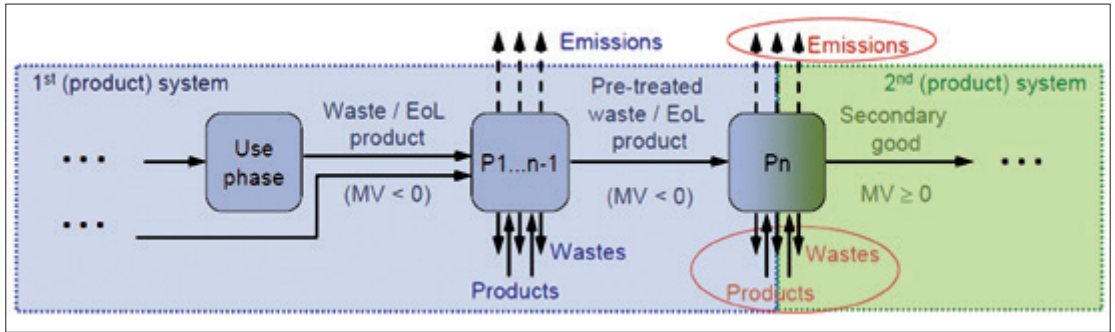 Emissions
Emissions
1st (product) system
2nd (product) system
Waste / EoL
product
Pre-treated
waste / EoL
product
Secondary
good
• • •
Use
phase
P1...n-1
Pn
• • •
(MV < 0)
(MV < 0)
MV ≥ 0
• • •
Wastes
Wastes
Products
Products